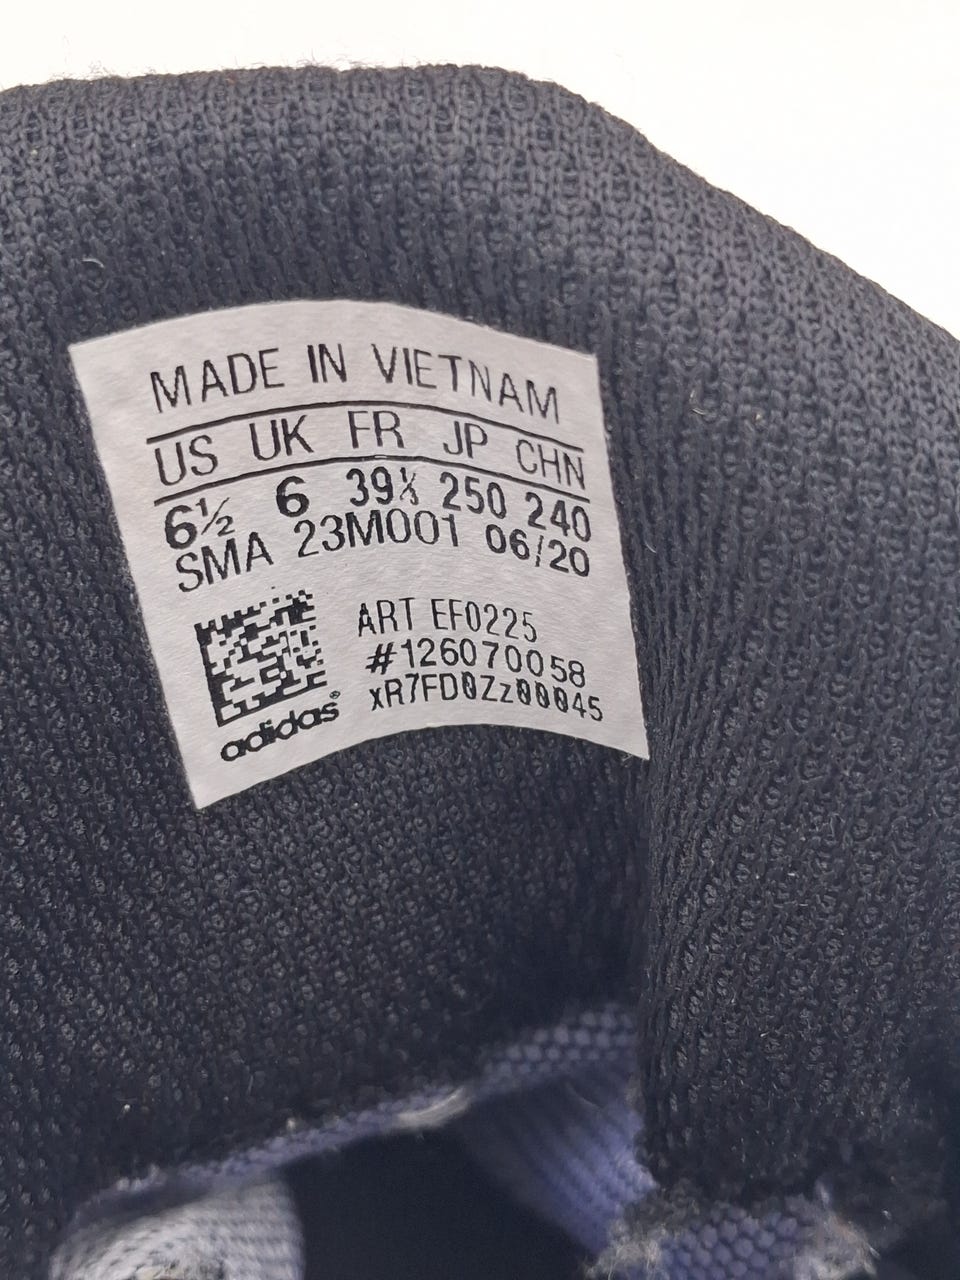 MADE IN VIETNAM
US UK FR JP CHN
6½ 6 39⅓ 250 240
SMA 23M001 06/20
ART EF0225
#126070058
xR7FD0Zz00045
adidas®